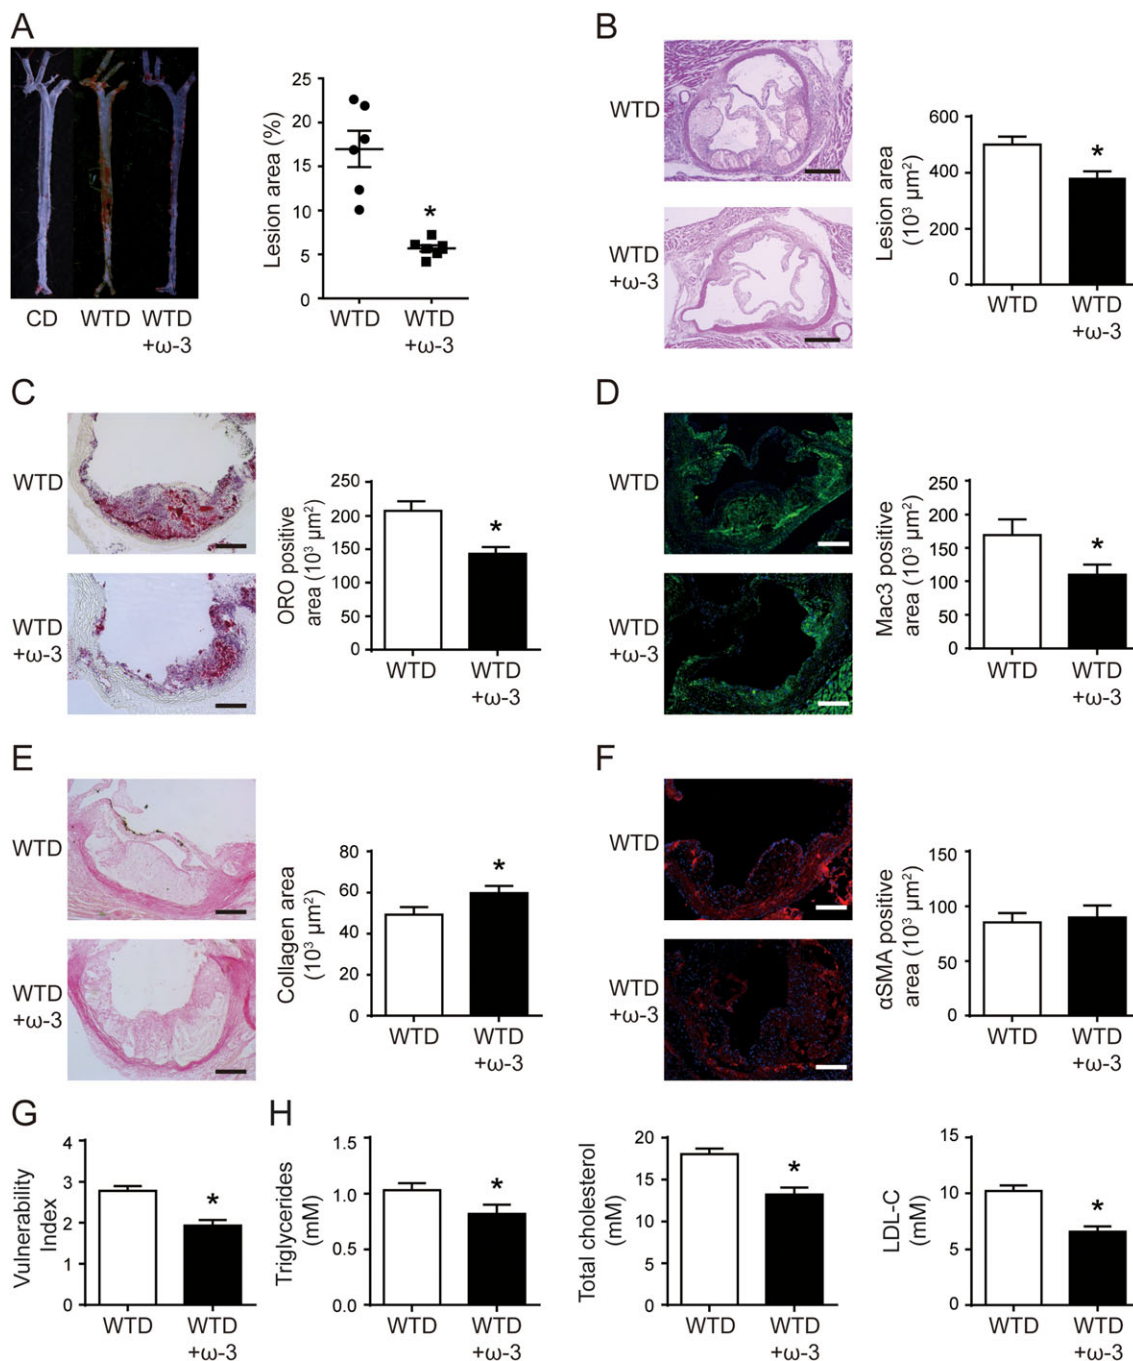 A
CD
WTD
WTD
+ω-3
Lesion area (%)
25
20
15
10
5
0
*
WTD
WTD
+ω-3
B
WTD
WTD
+ω-3
Lesion area
(10³ µm²)
600
400
200
0
*
WTD
WTD
+ω-3
C
WTD
WTD
+ω-3
ORO positive
area (10³ µm²)
250
200
150
100
50
0
*
WTD
WTD
+ω-3
D
WTD
WTD
+ω-3
Mac3 positive
area (10³ µm²)
250
200
150
100
50
0
*
WTD
WTD
+ω-3
E
WTD
WTD
+ω-3
Collagen area
(10³ µm²)
80
60
40
20
0
*
WTD
WTD
+ω-3
F
WTD
WTD
+ω-3
αSMA positive
area (10³ µm²)
150
100
50
0
WTD
WTD
+ω-3
G
Vulnerability
Index
4
3
2
1
0
*
WTD
WTD
+ω-3
H
Triglycerides
(mM)
1.5
1.0
0.5
0.0
*
WTD
WTD
+ω-3
Total cholesterol
(mM)
20
15
10
5
0
*
WTD
WTD
+ω-3
LDL-C
(mM)
15
10
5
0
*
WTD
WTD
+ω-3